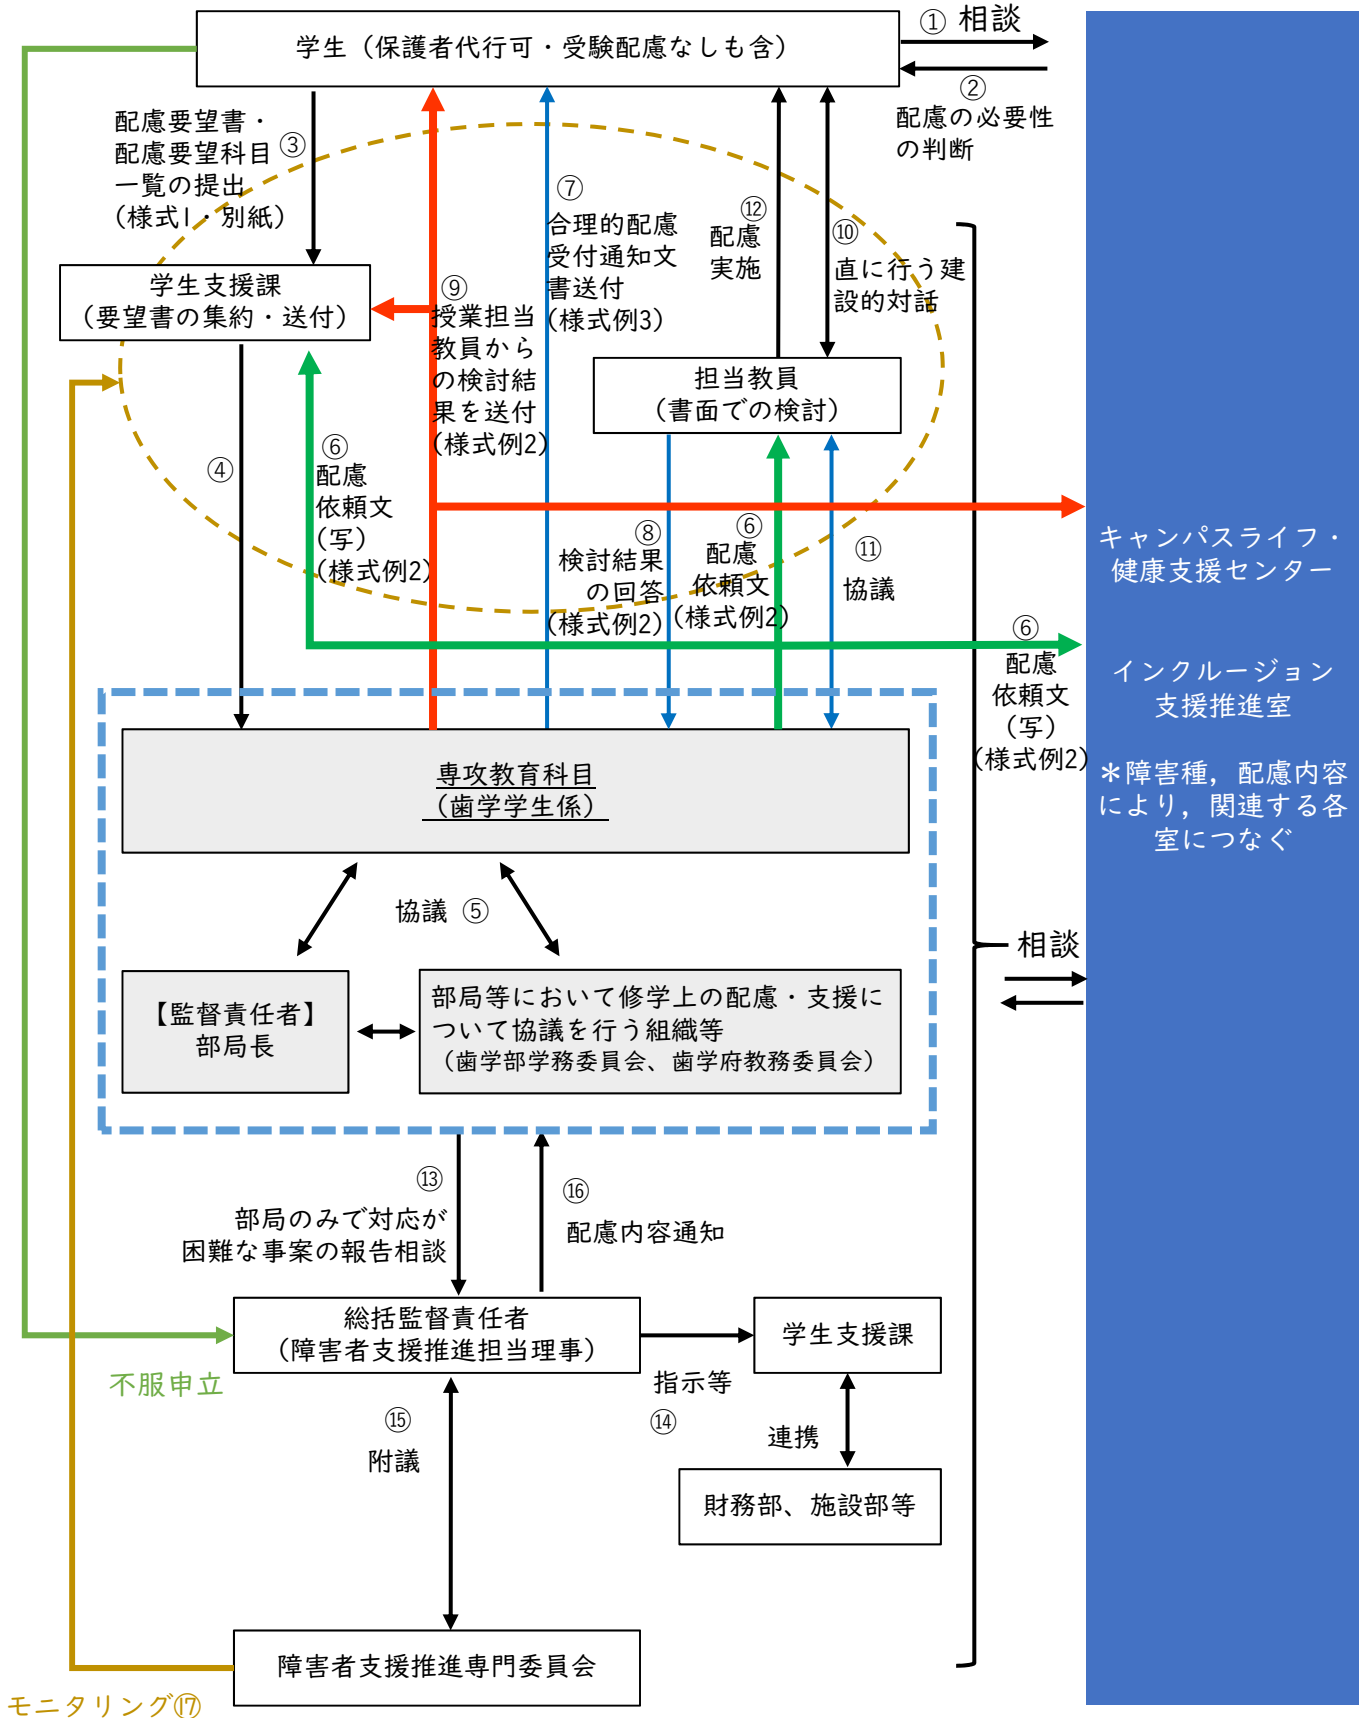 学生（保護者代行可・受験配慮なしも含）
① 相談
②
配慮の必要性
の判断
配慮要望書・
配慮要望科目
一覧の提出
(様式1・別紙)
③
⑦
合理的配慮
受付通知文
書送付
(様式例3)
⑫
配慮
実施
⑩
直に行う建
設的対話
学生支援課
（要望書の集約・送付）
⑨
授業担当
教員から
の検討結
果を送付
(様式例2)
担当教員
（書面での検討）
④
⑥
配慮
依頼文
(写)
(様式例2)
⑧
検討結果
の回答
(様式例2)
⑥
配慮
依頼文
(様式例2)
⑪
協議
⑥
配慮
依頼文
(写)
(様式例2)
キャンパスライフ・
健康支援センター
インクルージョン
支援推進室
＊障害種，配慮内容
により，関連する各
室につなぐ
専攻教育科目
（歯学学生係）
協議 ⑤
【監督責任者】
部局長
部局等において修学上の配慮・支援に
ついて協議を行う組織等
（歯学部学務委員会、歯学府教務委員会）
相談
⑬
部局のみで対応が
困難な事案の報告相談
⑯
配慮内容通知
総括監督責任者
（障害者支援推進担当理事）
学生支援課
不服申立
指示等
⑭
⑮
附議
連携
財務部、施設部等
障害者支援推進専門委員会
モニタリング⑰